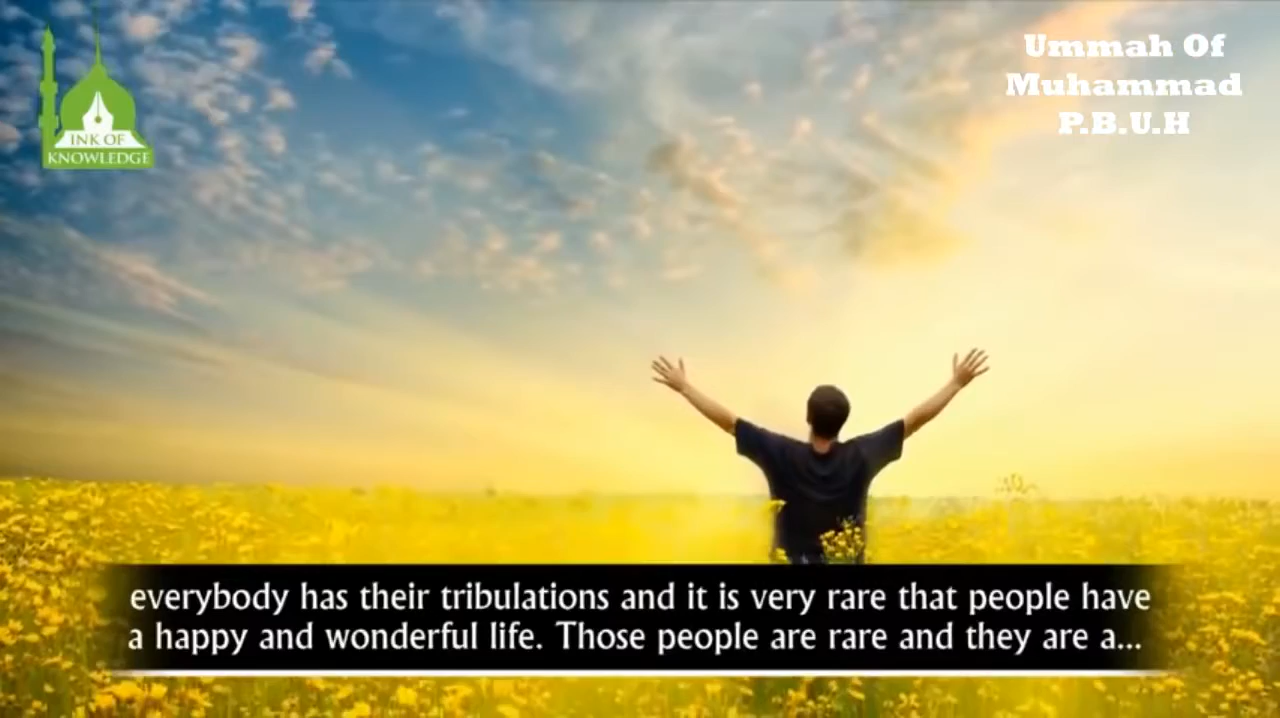 INK OF
KNOWLEDGE
Ummah Of
Muhammad
P.B.U.H
everybody has their tribulations and it is very rare that people have
a happy and wonderful life. Those people are rare and they are a...